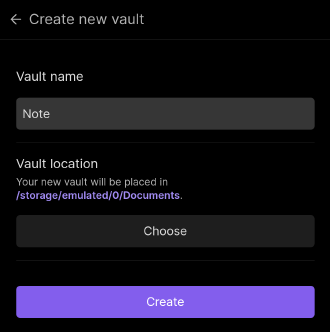 Create new vault
Vault name
Note
Vault location
Your new vault will be placed in
/storage/emulated/0/Documents.
Choose
Create